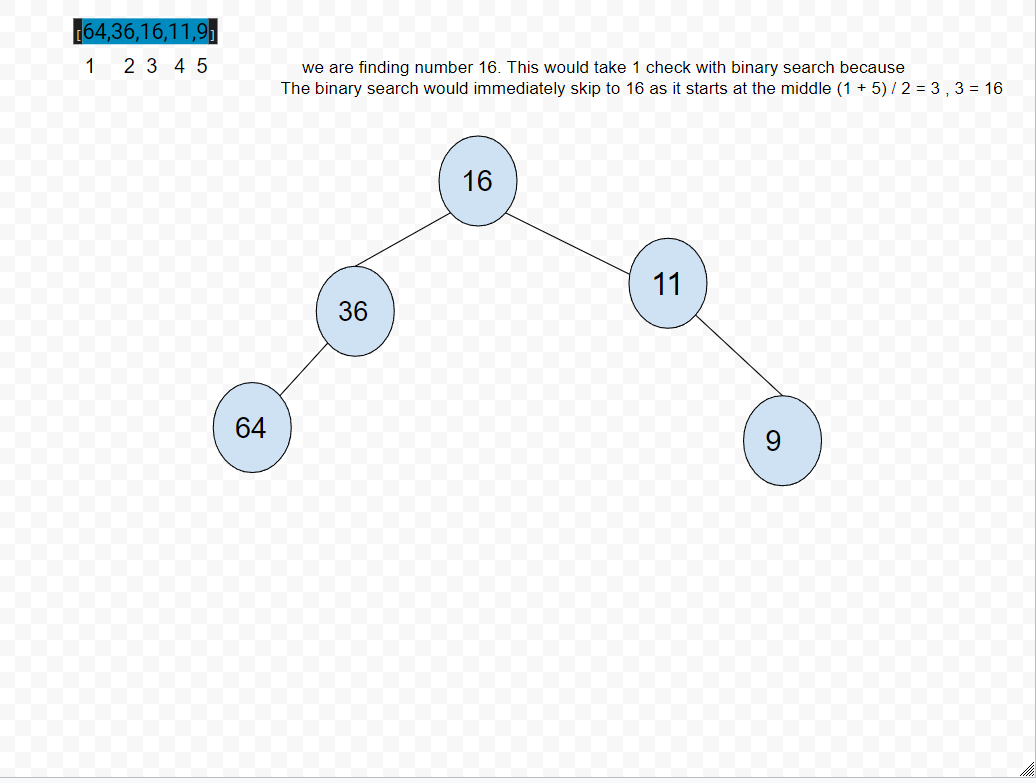 [64,36,16,11,9]
1 2 3 4 5
we are finding number 16. This would take 1 check with binary search because
The binary search would immediately skip to 16 as it starts at the middle (1 + 5) / 2 = 3 , 3 = 16
16
36
11
64
9